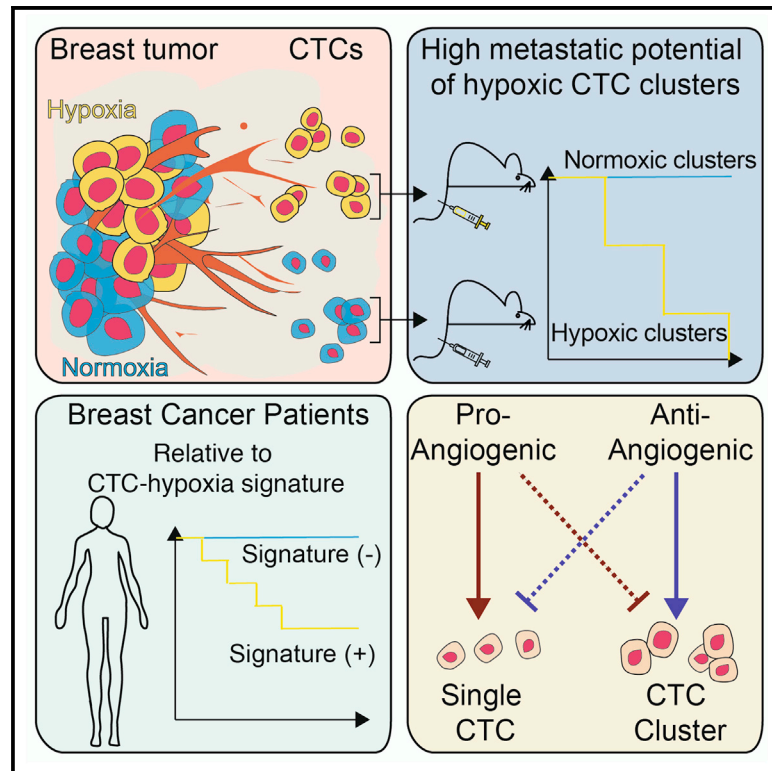 Breast tumor
CTCs
Hypoxia
Normoxia
High metastatic potential
of hypoxic CTC clusters
Normoxic clusters
Hypoxic clusters
Breast Cancer Patients
Relative to
CTC-hypoxia signature
Signature (-)
Signature (+)
Pro-
Angiogenic
Anti-
Angiogenic
Single
CTC
CTC
Cluster